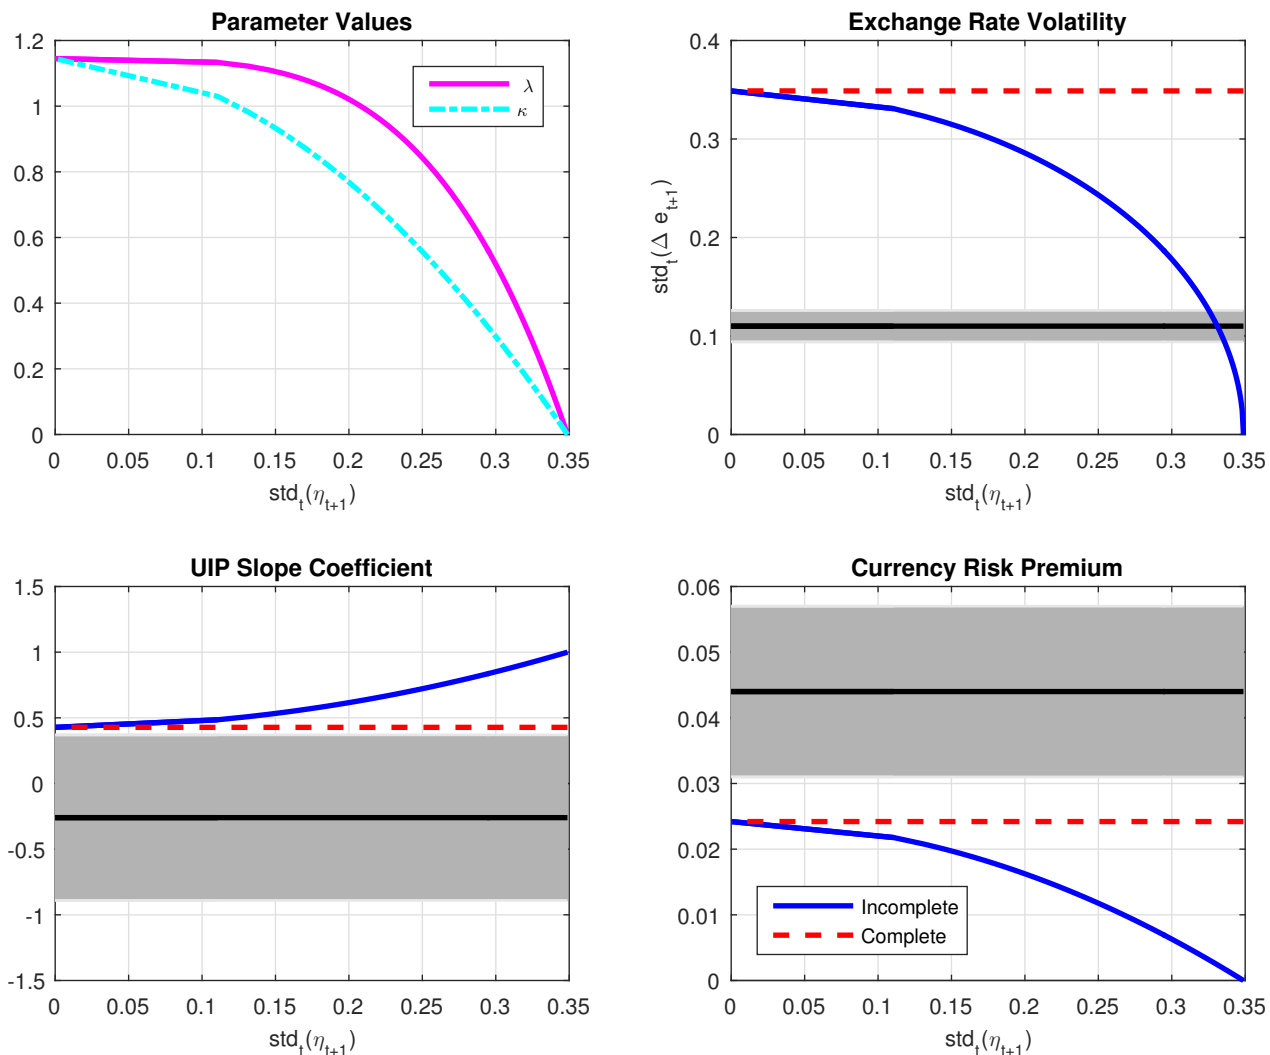 Parameter Values
1.2
1
0.8
0.6
0.4
0.2
0
λ
κ
0 0.05 0.1 0.15 0.2 0.25 0.3 0.35
std_t(η_{t+1})
Exchange Rate Volatility
0.4
0.3
0.2
0.1
0
std_t(Δ e_{t+1})
0 0.05 0.1 0.15 0.2 0.25 0.3 0.35
std_t(η_{t+1})
UIP Slope Coefficient
1.5
1
0.5
0
-0.5
-1
-1.5
0 0.05 0.1 0.15 0.2 0.25 0.3 0.35
std_t(η_{t+1})
Currency Risk Premium
0.06
0.05
0.04
0.03
0.02
0.01
0
Incomplete
Complete
0 0.05 0.1 0.15 0.2 0.25 0.3 0.35
std_t(η_{t+1})